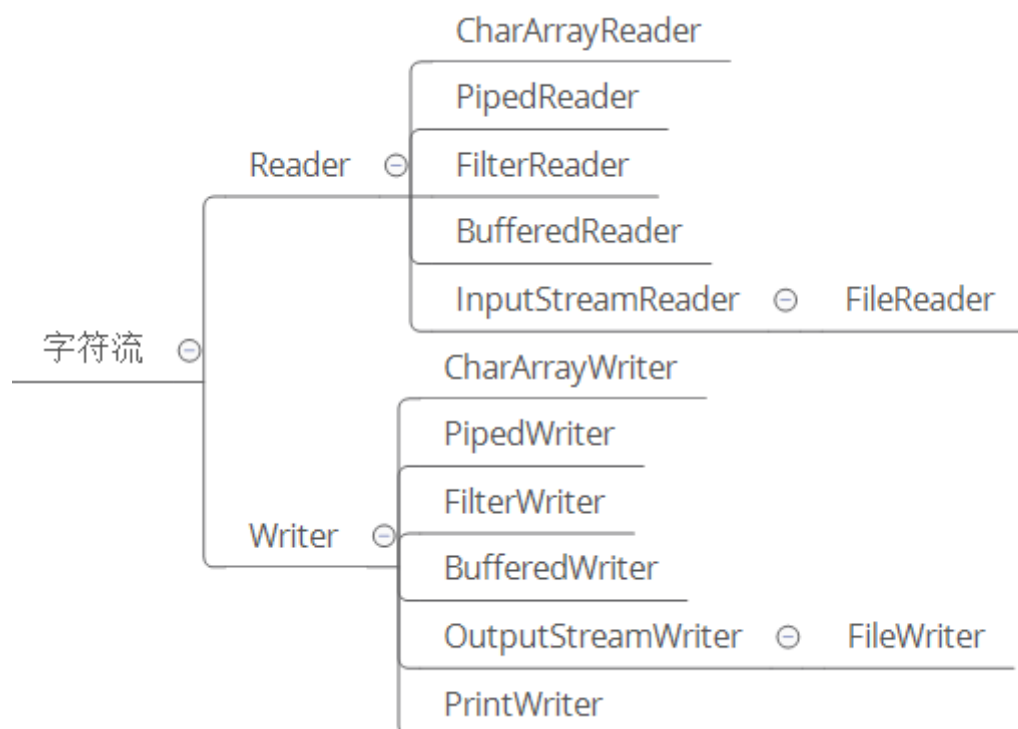 CharArrayReader
PipedReader
Reader
FilterReader
BufferedReader
InputStreamReader
FileReader
字符流
CharArrayWriter
PipedWriter
FilterWriter
Writer
BufferedWriter
OutputStreamWriter
FileWriter
PrintWriter